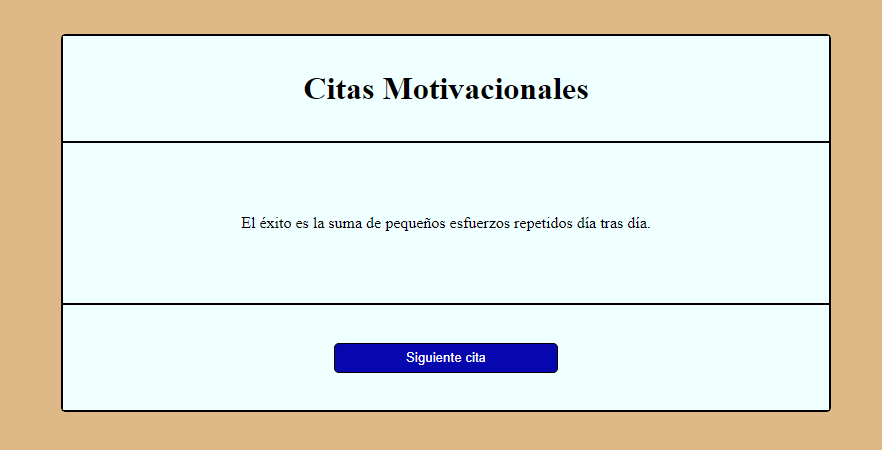 Citas Motivacionales
El éxito es la suma de pequeños esfuerzos repetidos día tras día.
Siguiente cita